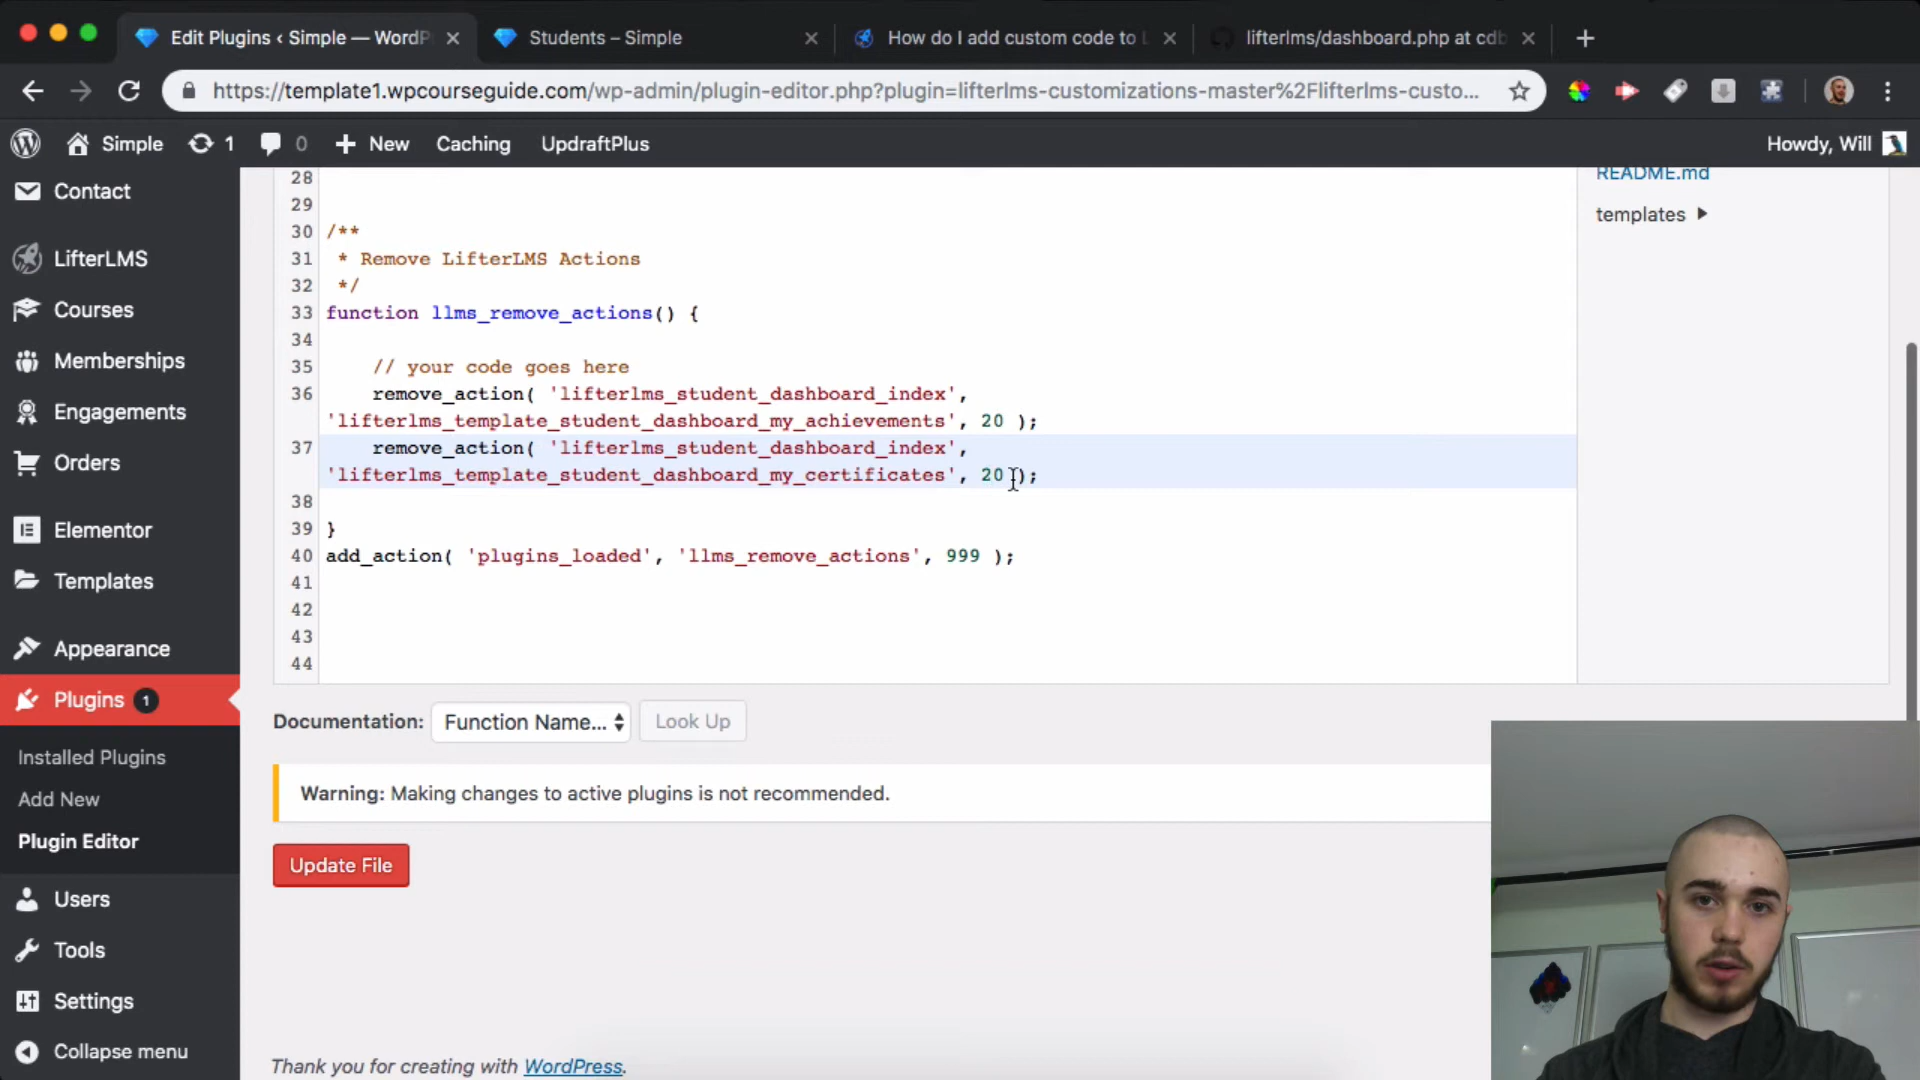 Edit Plugins ‹ Simple — WordP
Students – Simple
How do I add custom code to L
lifterlms/dashboard.php at cdb
https://template1.wpcourseguide.com/wp-admin/plugin-editor.php?plugin=lifterlms-customizations-master%2Flifterlms-custo...
Simple
1
0
New
Caching
UpdraftPlus
Howdy, Will
Contact
LifterLMS
Courses
Memberships
Engagements
Orders
Elementor
Templates
Appearance
Plugins 1
Installed Plugins
Add New
Plugin Editor
Users
Tools
Settings
Collapse menu
28
29
30 /**
31 * Remove LifterLMS Actions
32 */
33 function llms_remove_actions() {
34
35 // your code goes here
36 remove_action( 'lifterlms_student_dashboard_index',
'lifterlms_template_student_dashboard_my_achievements', 20 );
37 remove_action( 'lifterlms_student_dashboard_index',
'lifterlms_template_student_dashboard_my_certificates', 20 );
38
39 }
40 add_action( 'plugins_loaded', 'llms_remove_actions', 999 );
41
42
43
44
README.md
templates
Documentation:
Function Name...
Look Up
Warning: Making changes to active plugins is not recommended.
Update File
Thank you for creating with WordPress.